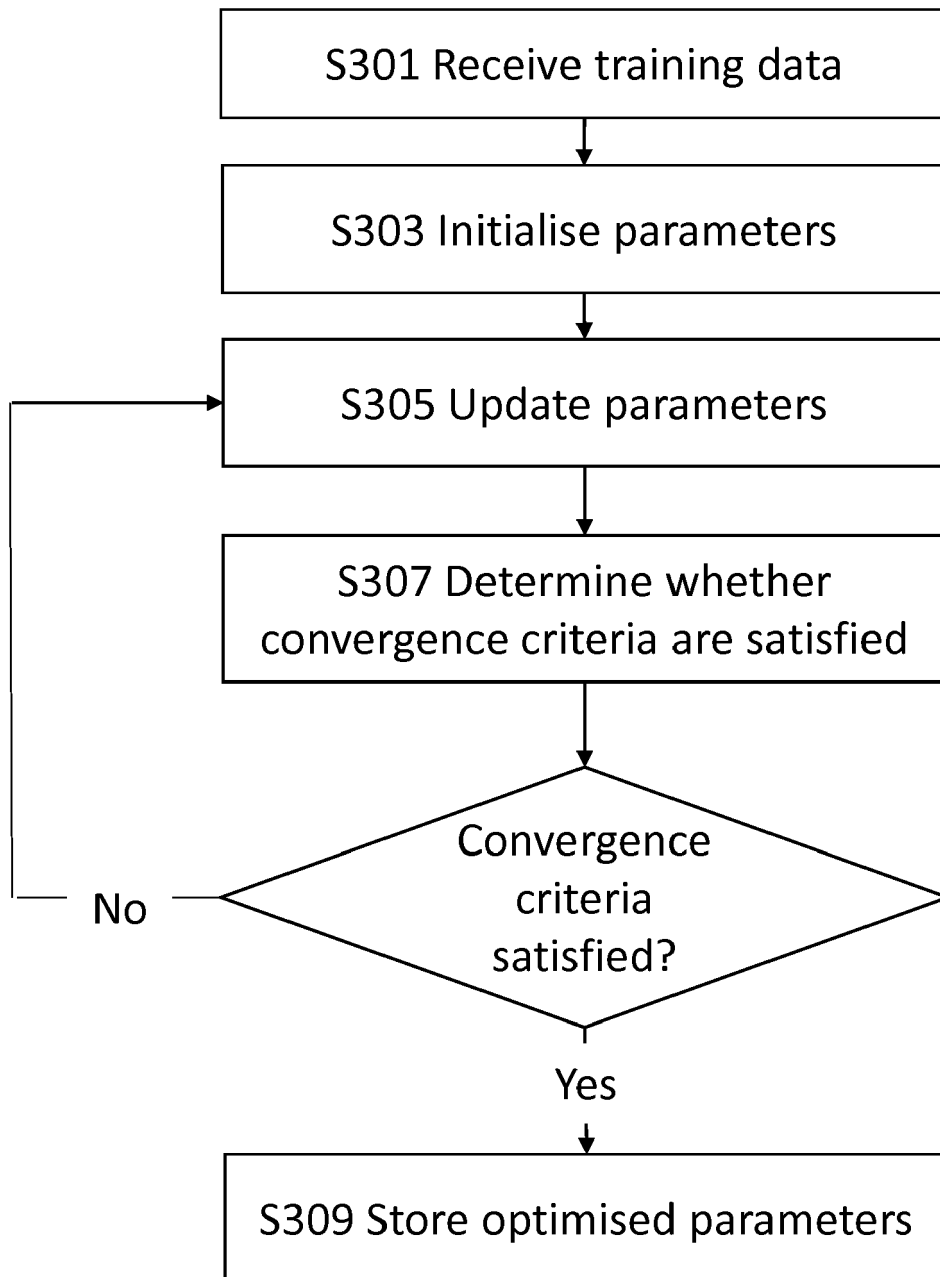 S301 Receive training data
S303 Initialise parameters
S305 Update parameters
S307 Determine whether
convergence criteria are satisfied
Convergence
criteria
satisfied?
No
Yes
S309 Store optimised parameters